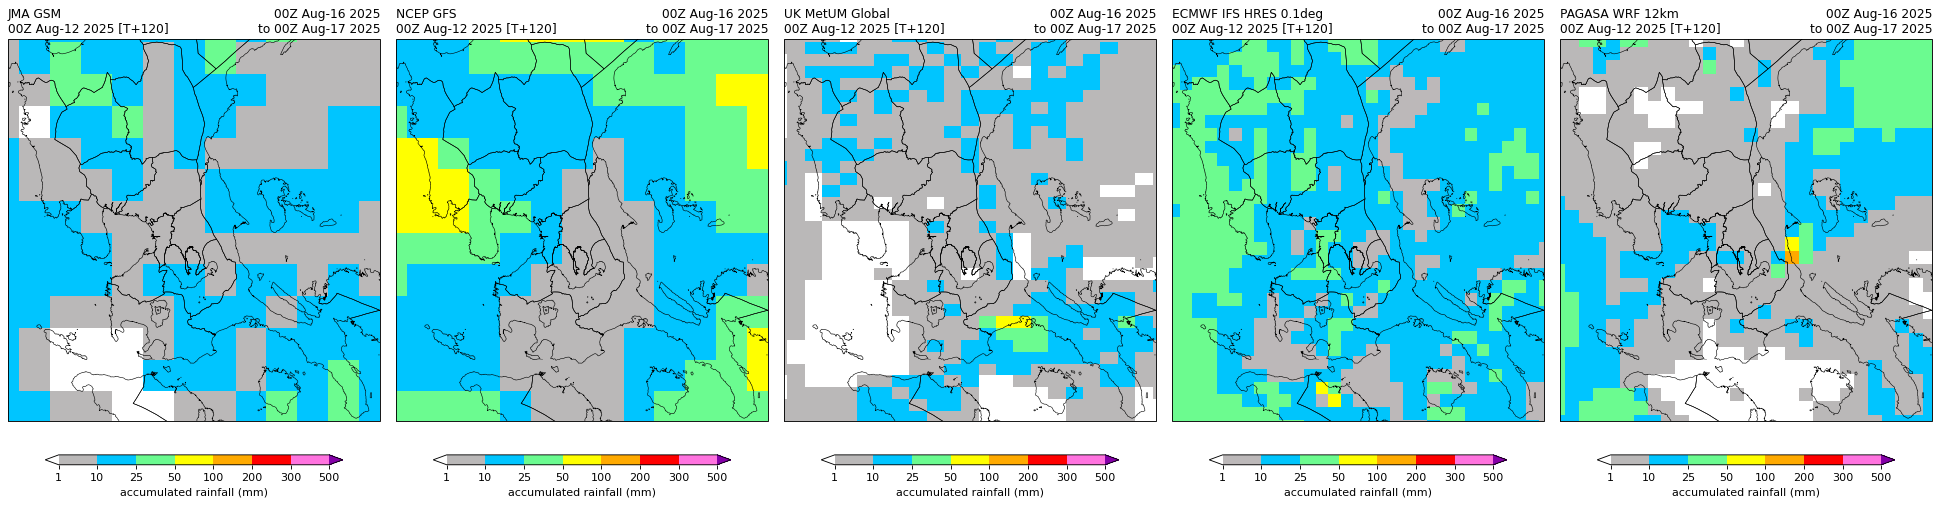 JMA GSM 00Z Aug-16 2025
00Z Aug-12 2025 [T+120] to 00Z Aug-17 2025
1 10 25 50 100 200 300 500
accumulated rainfall (mm)
NCEP GFS 00Z Aug-16 2025
00Z Aug-12 2025 [T+120] to 00Z Aug-17 2025
1 10 25 50 100 200 300 500
accumulated rainfall (mm)
UK MetUM Global 00Z Aug-16 2025
00Z Aug-12 2025 [T+120] to 00Z Aug-17 2025
1 10 25 50 100 200 300 500
accumulated rainfall (mm)
ECMWF IFS HRES 0.1deg 00Z Aug-16 2025
00Z Aug-12 2025 [T+120] to 00Z Aug-17 2025
1 10 25 50 100 200 300 500
accumulated rainfall (mm)
PAGASA WRF 12km 00Z Aug-16 2025
00Z Aug-12 2025 [T+120] to 00Z Aug-17 2025
1 10 25 50 100 200 300 500
accumulated rainfall (mm)